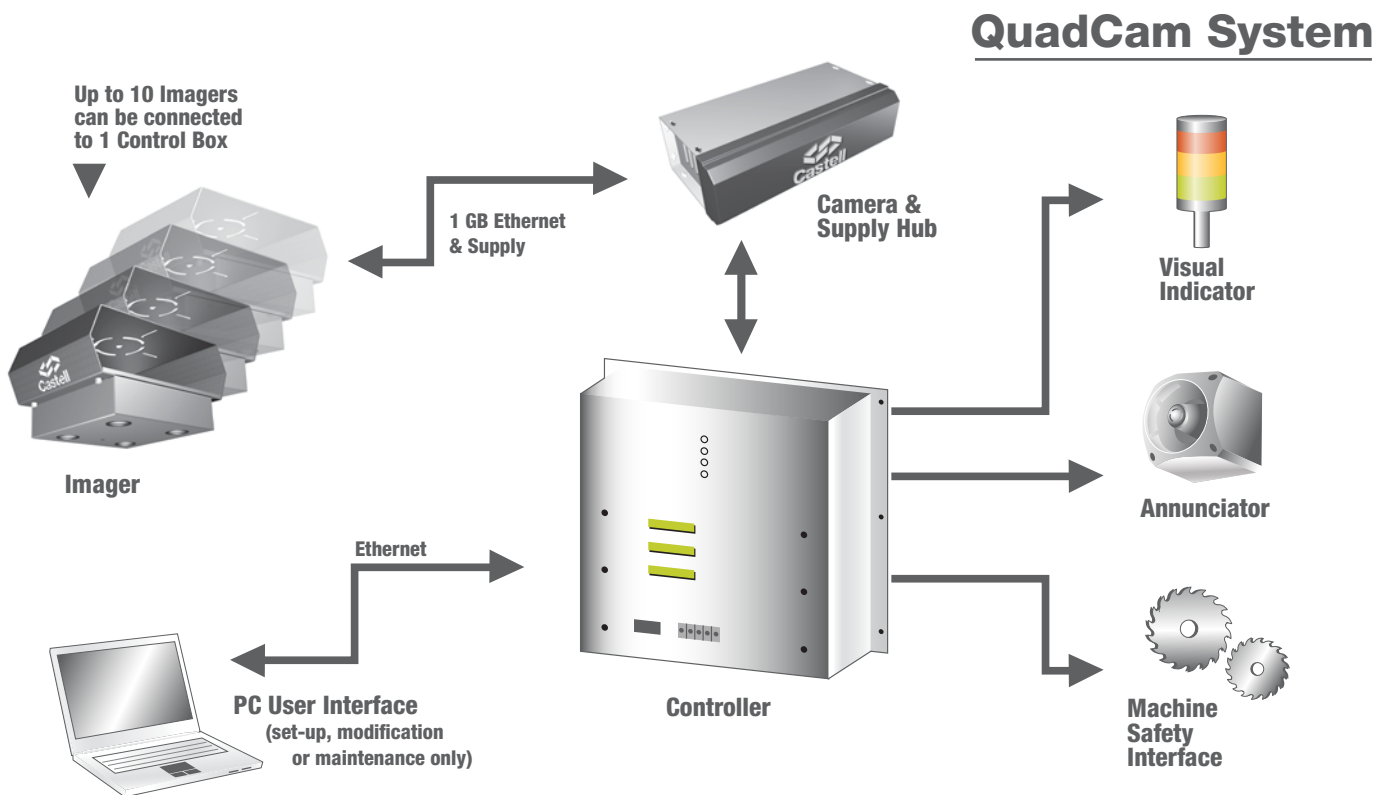 QuadCam System
Up to 10 Imagers
can be connected
to 1 Control Box
1 GB Ethernet
& Supply
Castell
Camera &
Supply Hub
Visual
Indicator
Castell
Imager
Annunciator
Ethernet
PC User Interface
(set-up, modification
or maintenance only)
Controller
Machine
Safety
Interface